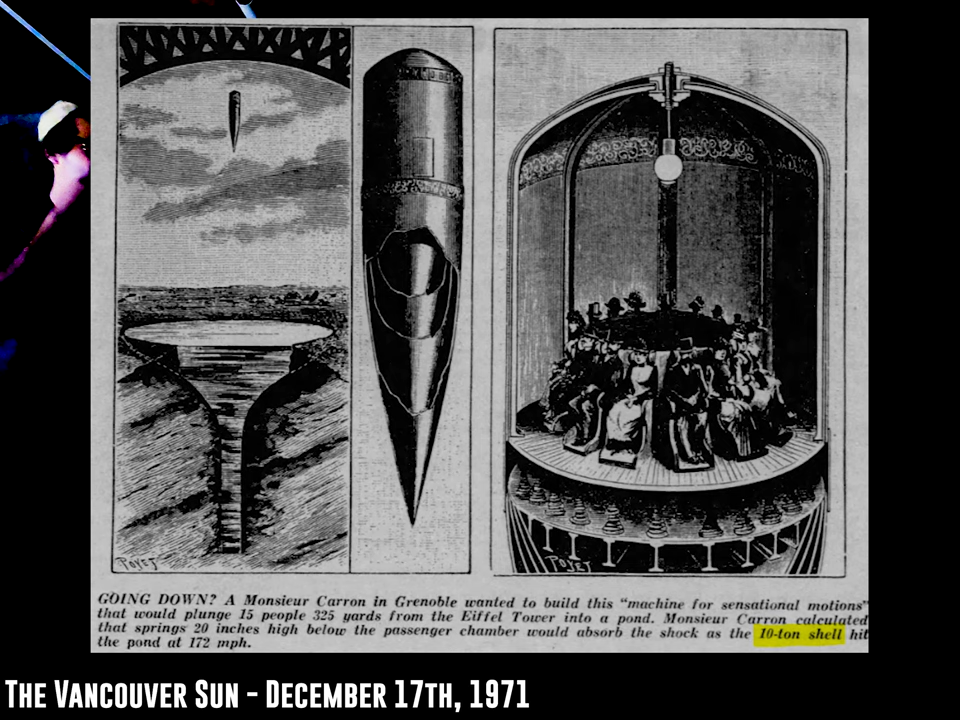 POYET
POYET
GOING DOWN? A Monsieur Carron in Grenoble wanted to build this "machine for sensational motions"
that would plunge 15 people 325 yards from the Eiffel Tower into a pond. Monsieur Carron calculated
that springs 20 inches high below the passenger chamber would absorb the shock as the 10-ton shell hit
the pond at 172 mph.
The Vancouver Sun - December 17th, 1971